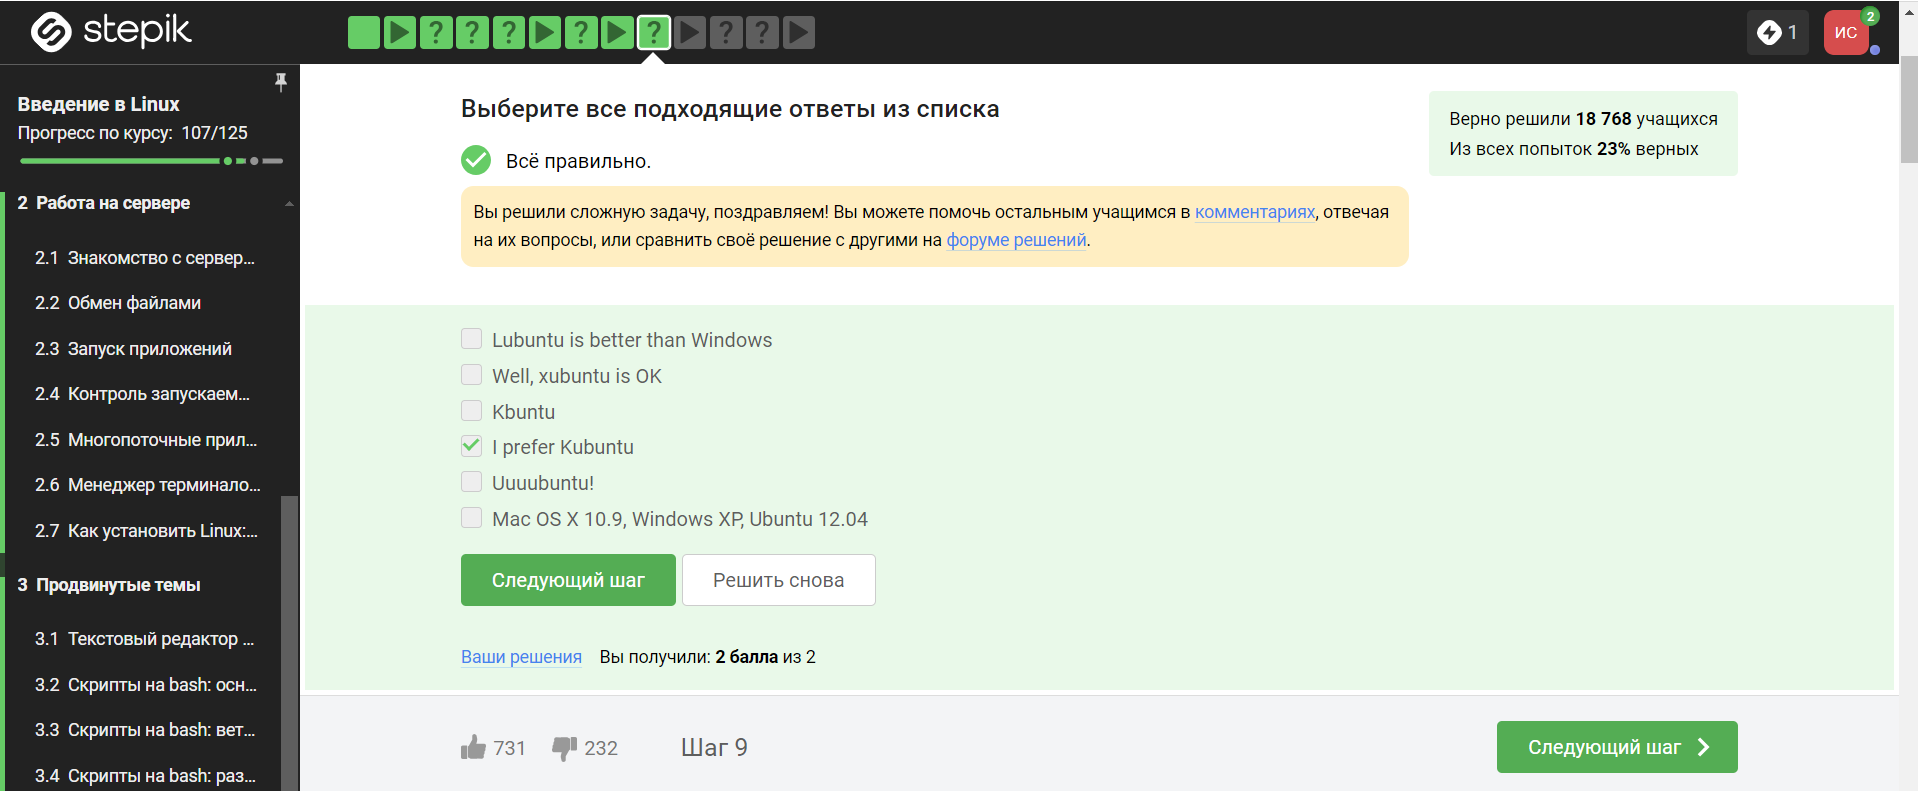 stepik
? ? ? ? ? ? ?
1
ИС
2
Введение в Linux
Прогресс по курсу: 107/125
2 Работа на сервере
2.1 Знакомство с сервер...
2.2 Обмен файлами
2.3 Запуск приложений
2.4 Контроль запускаем...
2.5 Многопоточные прил...
2.6 Менеджер терминало...
2.7 Как установить Linux:...
3 Продвинутые темы
3.1 Текстовый редактор ...
3.2 Скрипты на bash: осн...
3.3 Скрипты на bash: вет...
3.4 Скрипты на bash: раз...
Выберите все подходящие ответы из списка
Всё правильно.
Вы решили сложную задачу, поздравляем! Вы можете помочь остальным учащимся в комментариях, отвечая
на их вопросы, или сравнить своё решение с другими на форуме решений.
Верно решили 18 768 учащихся
Из всех попыток 23% верных
Lubuntu is better than Windows
Well, xubuntu is OK
Kbuntu
I prefer Kubuntu
Uuuubuntu!
Mac OS X 10.9, Windows XP, Ubuntu 12.04
Следующий шаг
Решить снова
Ваши решения Вы получили: 2 балла из 2
731 232 Шаг 9
Следующий шаг